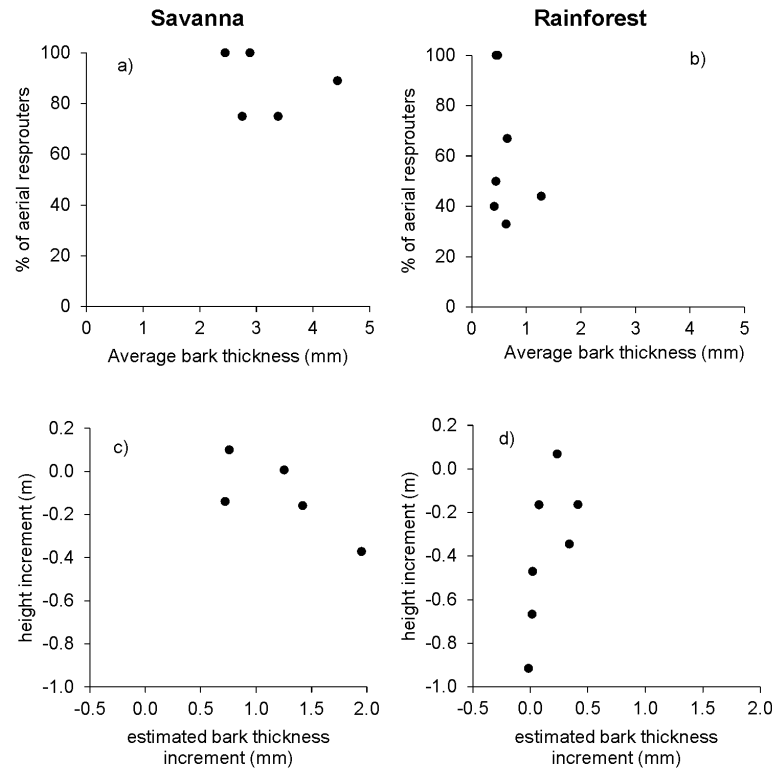 Savanna
Rainforest
a)
100
80
60
40
20
0
% of aerial resprouters
0 1 2 3 4 5
Average bark thickness (mm)
b)
100
80
60
40
20
0
% of aerial resprouters
0 1 2 3 4 5
Average bark thickness (mm)
c)
0.2
0.0
-0.2
-0.4
-0.6
-0.8
-1.0
height increment (m)
-0.5 0.0 0.5 1.0 1.5 2.0
estimated bark thickness
increment (mm)
d)
0.2
0.0
-0.2
-0.4
-0.6
-0.8
-1.0
height increment (m)
-0.5 0.0 0.5 1.0 1.5 2.0
estimated bark thickness
increment (mm)